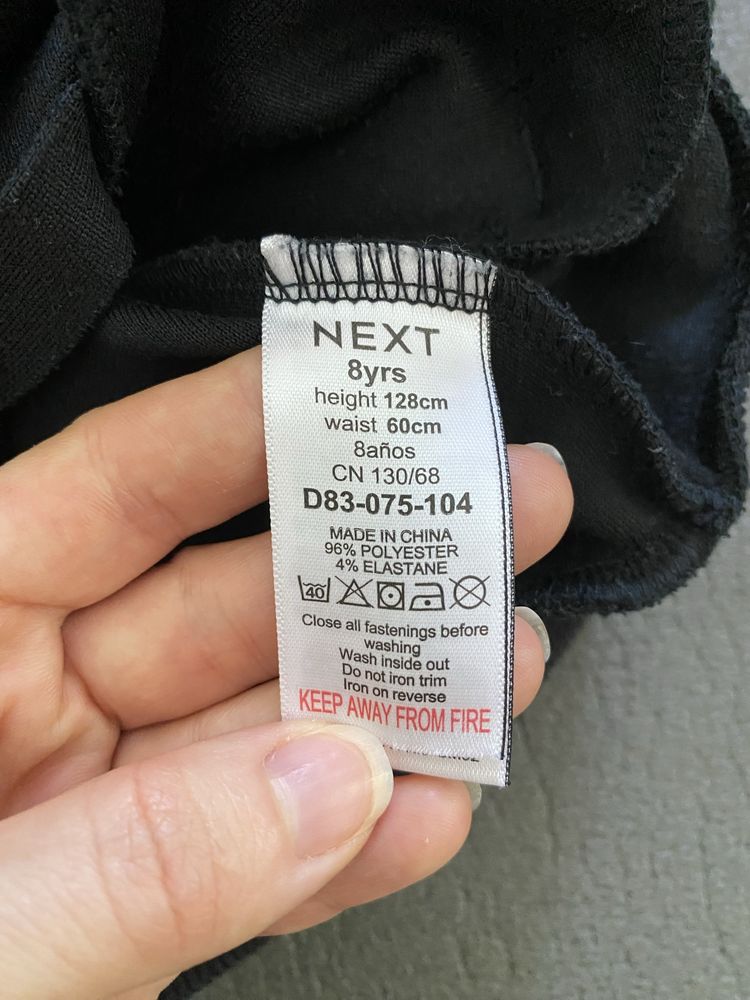 NEXT
8yrs
height 128cm
waist 60cm
8años
CN 130/68
D83-075-104
MADE IN CHINA
96% POLYESTER
4% ELASTANE
40
Close all fastenings before
washing
Wash inside out
Do not iron trim
Iron on reverse
KEEP AWAY FROM FIRE